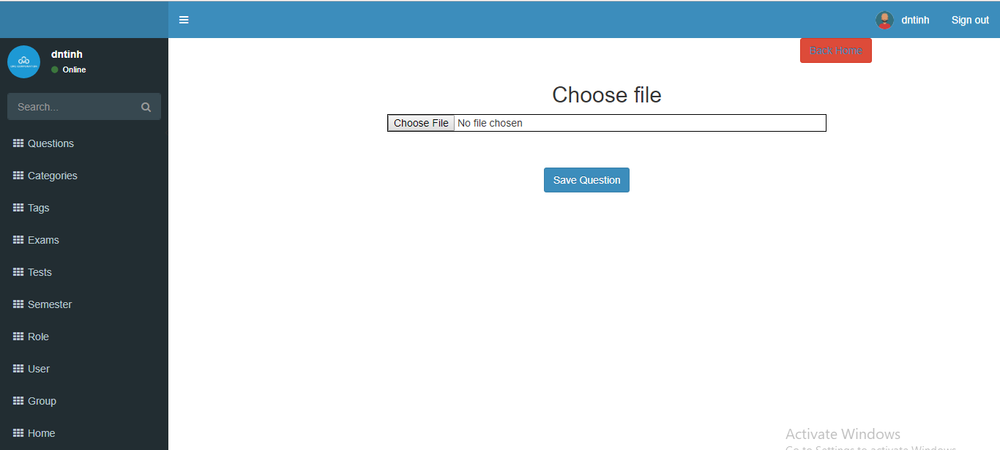 dntinh
Sign out
dntinh
Online
Back Home
Choose file
Search...
Choose File No file chosen
Questions
Categories
Save Question
Tags
Exams
Tests
Semester
Role
User
Group
Home
Activate Windows
Go to Settings to activate Windows.